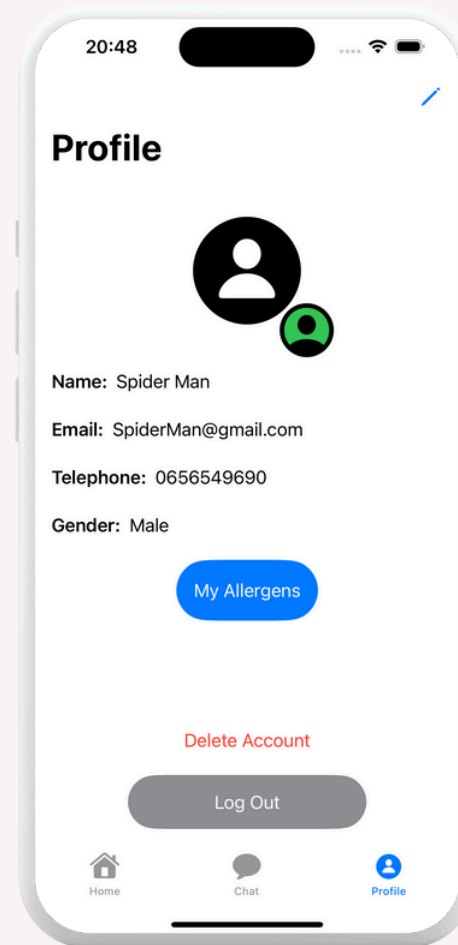 20:48
Profile
Name: Spider Man
Email: SpiderMan@gmail.com
Telephone: 0656549690
Gender: Male
My Allergens
Delete Account
Log Out
Home
Chat
Profile